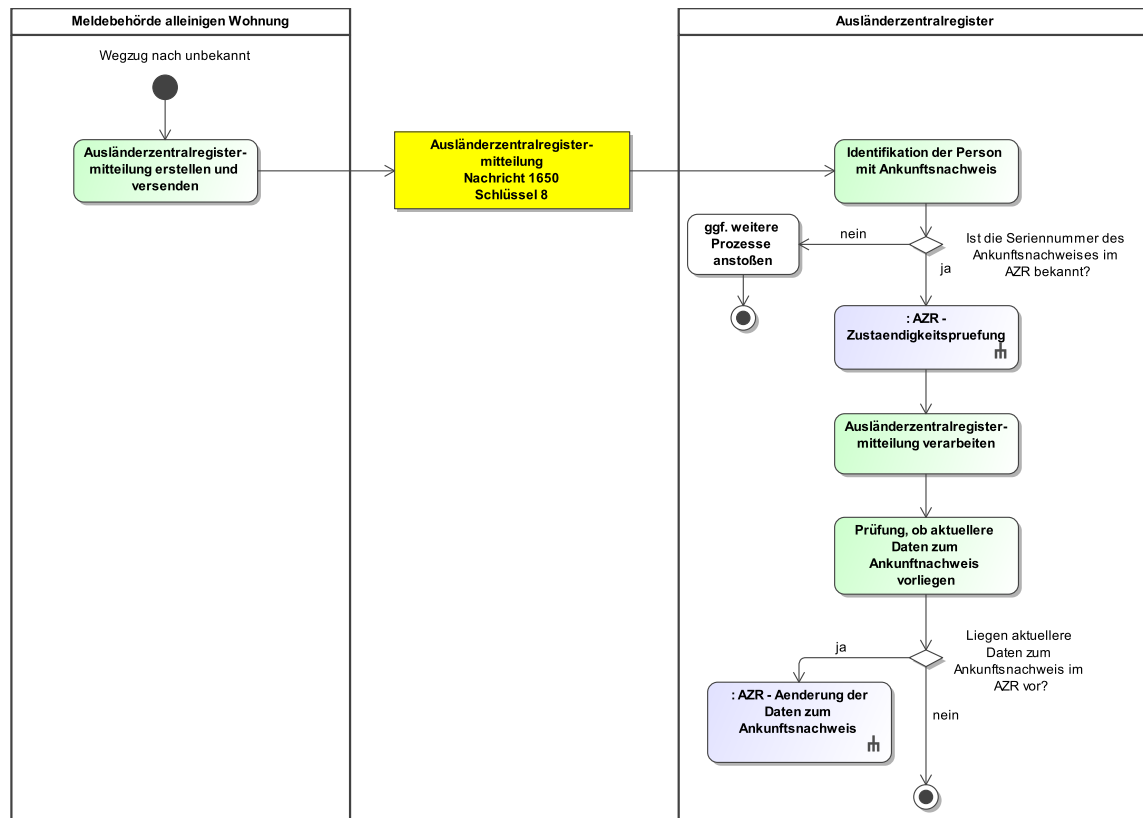 Meldebehörde alleinigen Wohnung
Wegzug nach unbekannt
Ausländerzentralregister-
mitteilung erstellen und
versenden
Ausländerzentralregister-
mitteilung
Nachricht 1650
Schlüssel 8
Ausländerzentralregister
Identifikation der Person
mit Ankunftsnachweis
nein
Ist die Seriennummer des
Ankunftsnachweises im
AZR bekannt?
ja
ggf. weitere
Prozesse
anstoßen
: AZR -
Zustaendigkeitspruefung
Ausländerzentralregister-
mitteilung verarbeiten
Prüfung, ob aktuellere
Daten zum
Ankunftnachweis
vorliegen
ja
Liegen aktuellere
Daten zum
Ankunftsnachweis im
AZR vor?
: AZR - Aenderung der
Daten zum
Ankunftsnachweis
nein